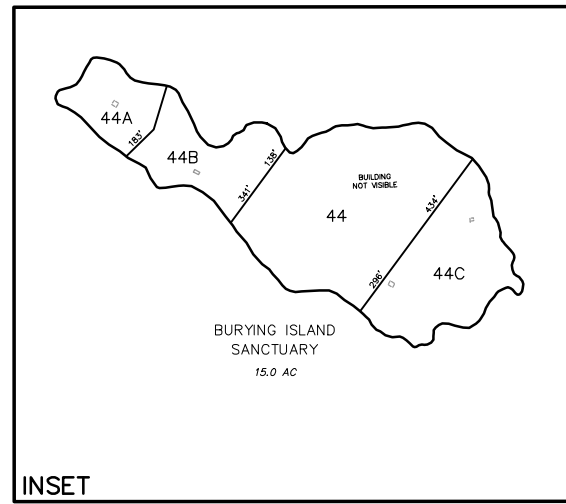 44A
183'
44B
138'
341'
BUILDING
NOT VISIBLE
434'
44
296'
44C
BURYING ISLAND
SANCTUARY
15.0 AC
INSET